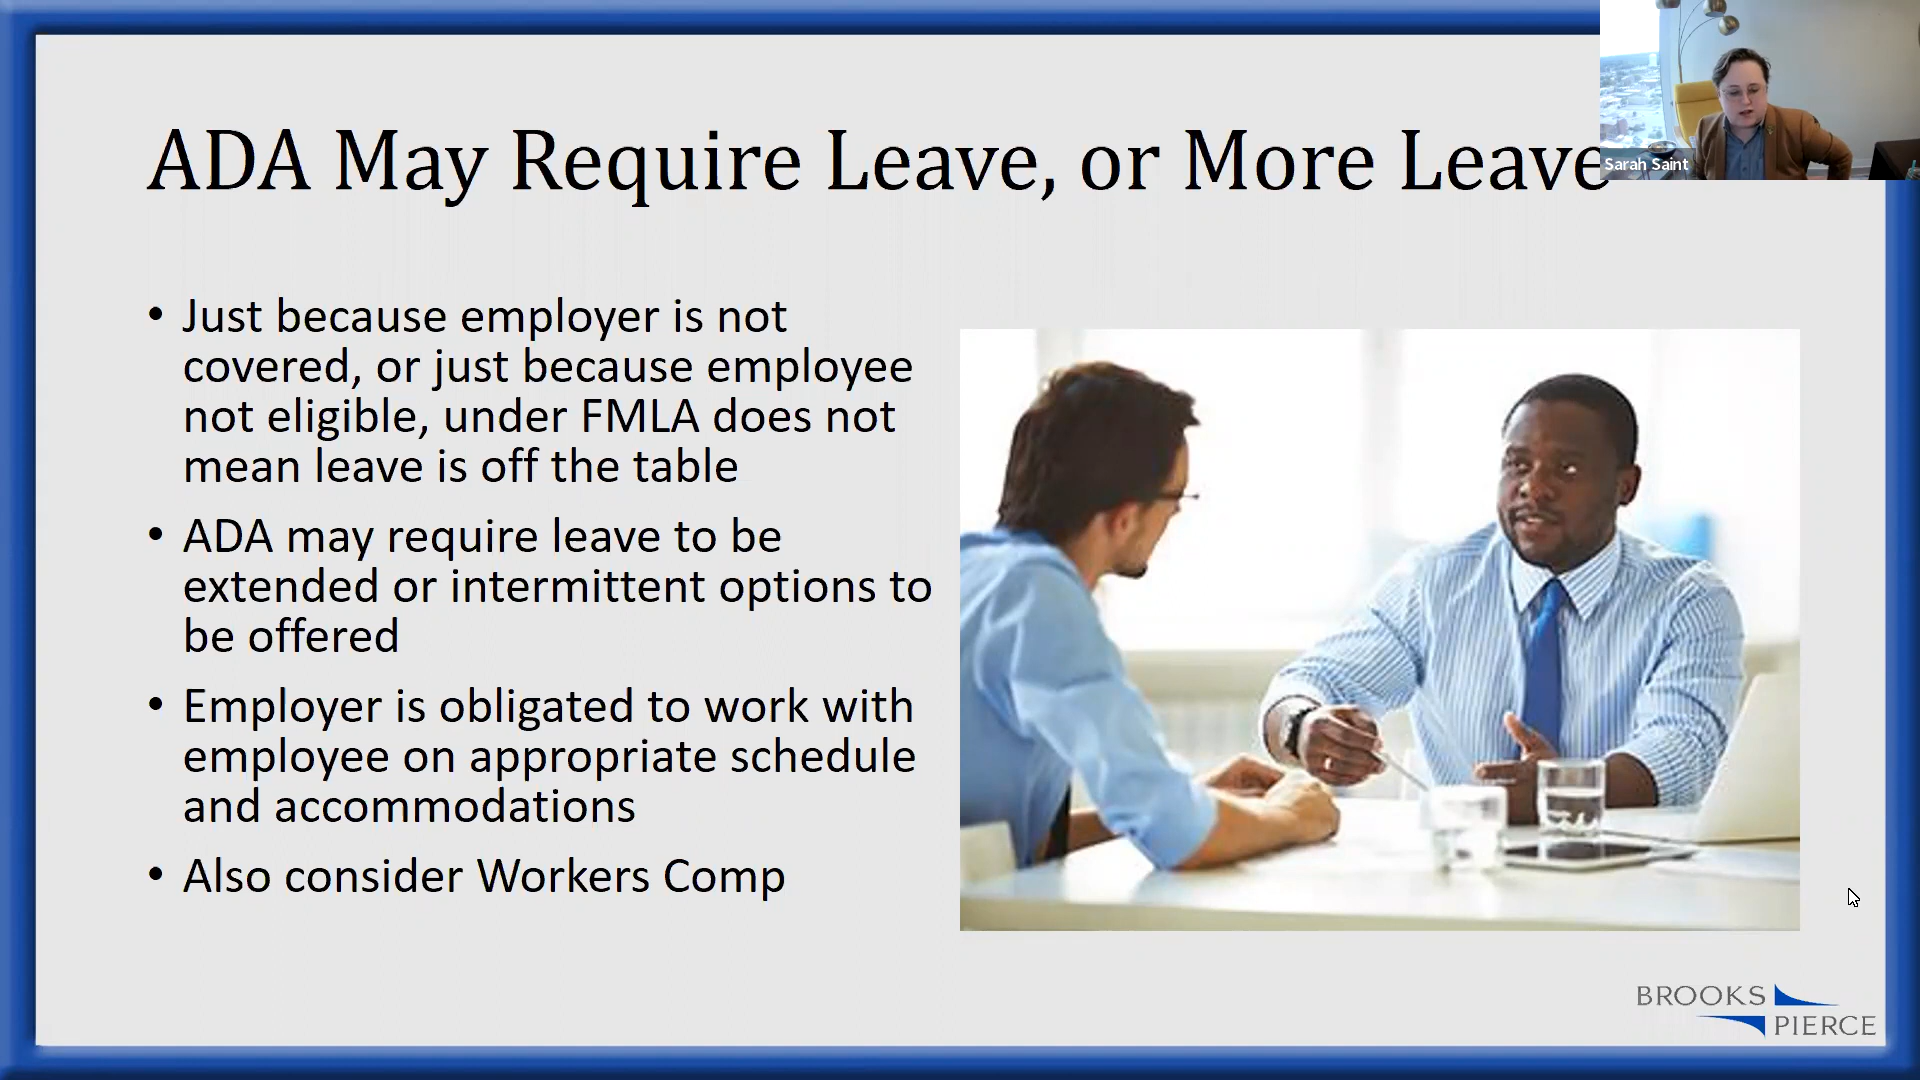 ADA May Require Leave, or More Leave
Sarah Saint
• Just because employer is not
covered, or just because employee
not eligible, under FMLA does not
mean leave is off the table
• ADA may require leave to be
extended or intermittent options to
be offered
• Employer is obligated to work with
employee on appropriate schedule
and accommodations
• Also consider Workers Comp
BROOKS
PIERCE